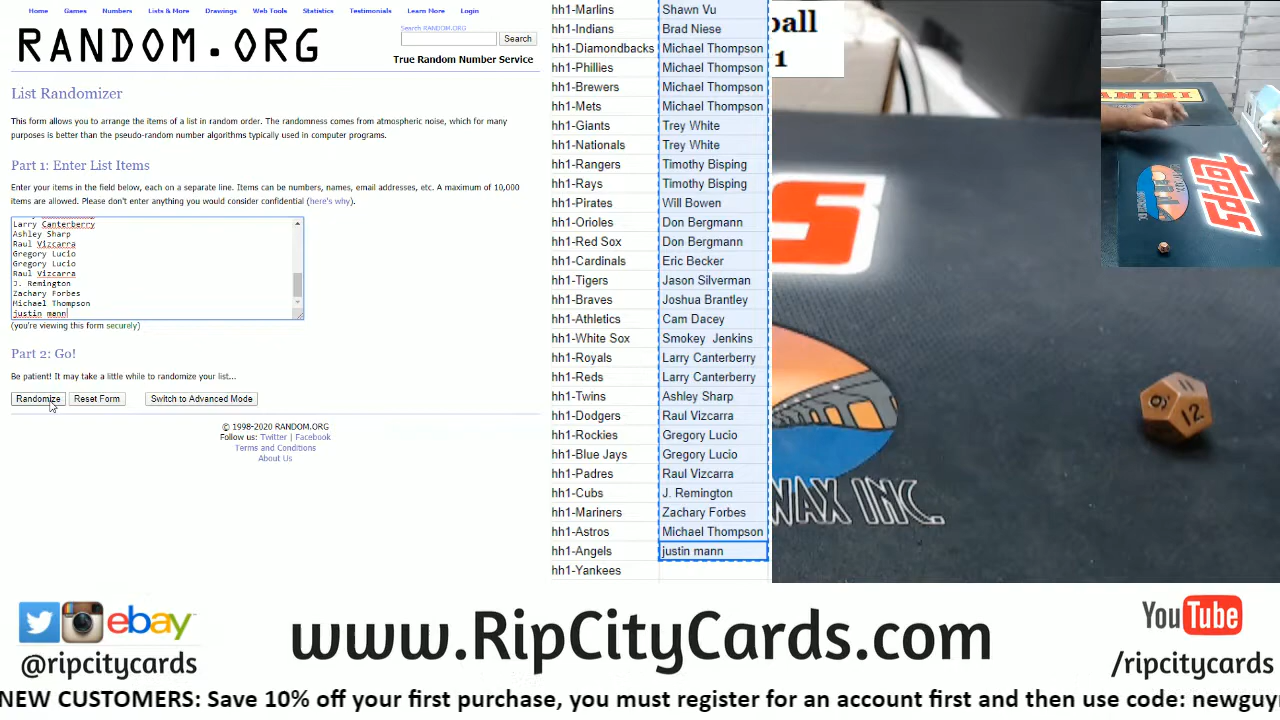 Home Games Numbers Lists & More Drawings Web Tools Statistics Testimonials Learn More Login
RANDOM.ORG
Search RANDOM.ORG
Search
True Random Number Service
List Randomizer
This form allows you to arrange the items of a list in random order. The randomness comes from atmospheric noise, which for many
purposes is better than the pseudo-random number algorithms typically used in computer programs.
Part 1: Enter List Items
Enter your items in the field below, each on a separate line. Items can be numbers, names, email addresses, etc. A maximum of 10,000
items are allowed. Please don't enter anything you would consider confidential (here's why).
Larry Canterberry
Ashley Sharp
Raul Vizcarra
Gregory Lucio
Gregory Lucio
Raul Vizcarra
J. Remington
Zachary Forbes
Michael Thompson
justin mann
(you're viewing this form securely)
Part 2: Go!
Be patient! It may take a little while to randomize your list...
Randomize Reset Form Switch to Advanced Mode
© 1998-2020 RANDOM.ORG
Follow us: Twitter | Facebook
Terms and Conditions
About Us
hh1-Marlins Shawn Vu
hh1-Indians Brad Niese
hh1-Diamondbacks Michael Thompson
hh1-Phillies Michael Thompson
hh1-Brewers Michael Thompson
hh1-Mets Michael Thompson
hh1-Giants Trey White
hh1-Nationals Trey White
hh1-Rangers Timothy Bisping
hh1-Rays Timothy Bisping
hh1-Pirates Will Bowen
hh1-Orioles Don Bergmann
hh1-Red Sox Don Bergmann
hh1-Cardinals Eric Becker
hh1-Tigers Jason Silverman
hh1-Braves Joshua Brantley
hh1-Athletics Cam Dacey
hh1-White Sox Smokey Jenkins
hh1-Royals Larry Canterberry
hh1-Reds Larry Canterberry
hh1-Twins Ashley Sharp
hh1-Dodgers Raul Vizcarra
hh1-Rockies Gregory Lucio
hh1-Blue Jays Gregory Lucio
hh1-Padres Raul Vizcarra
hh1-Cubs J. Remington
hh1-Mariners Zachary Forbes
hh1-Astros Michael Thompson
hh1-Angels justin mann
hh1-Yankees
ball
1
S
WAX INC.
9 11 12
PANINI
topps
ebay
@ripcitycards
www.RipCityCards.com
YouTube
/ripcitycards
NEW CUSTOMERS: Save 10% off your first purchase, you must register for an account first and then use code: newguy